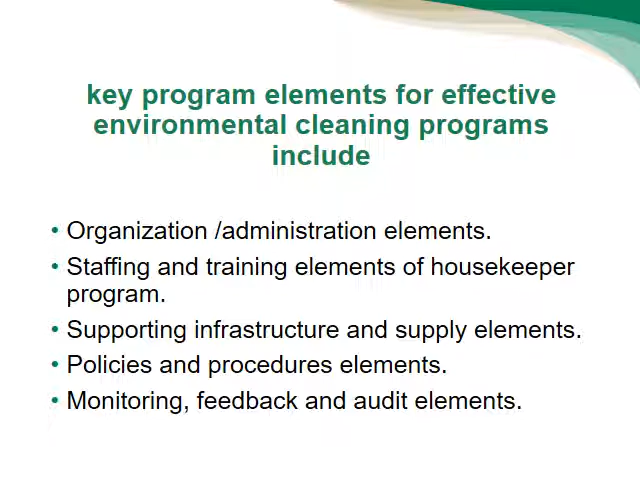 key program elements for effective
environmental cleaning programs
include
• Organization /administration elements.
• Staffing and training elements of housekeeper
program.
• Supporting infrastructure and supply elements.
• Policies and procedures elements.
• Monitoring, feedback and audit elements.